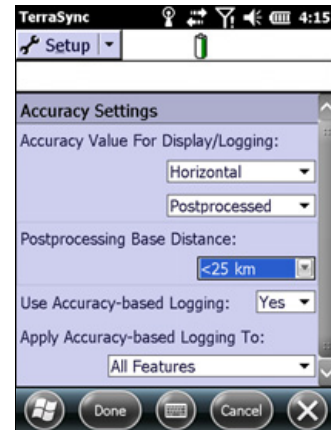 TerraSync 4:15
Setup
Accuracy Settings
Accuracy Value For Display/Logging:
Horizontal
Postprocessed
Postprocessing Base Distance:
<25 km
Use Accuracy-based Logging: Yes
Apply Accuracy-based Logging To:
All Features
Done Cancel